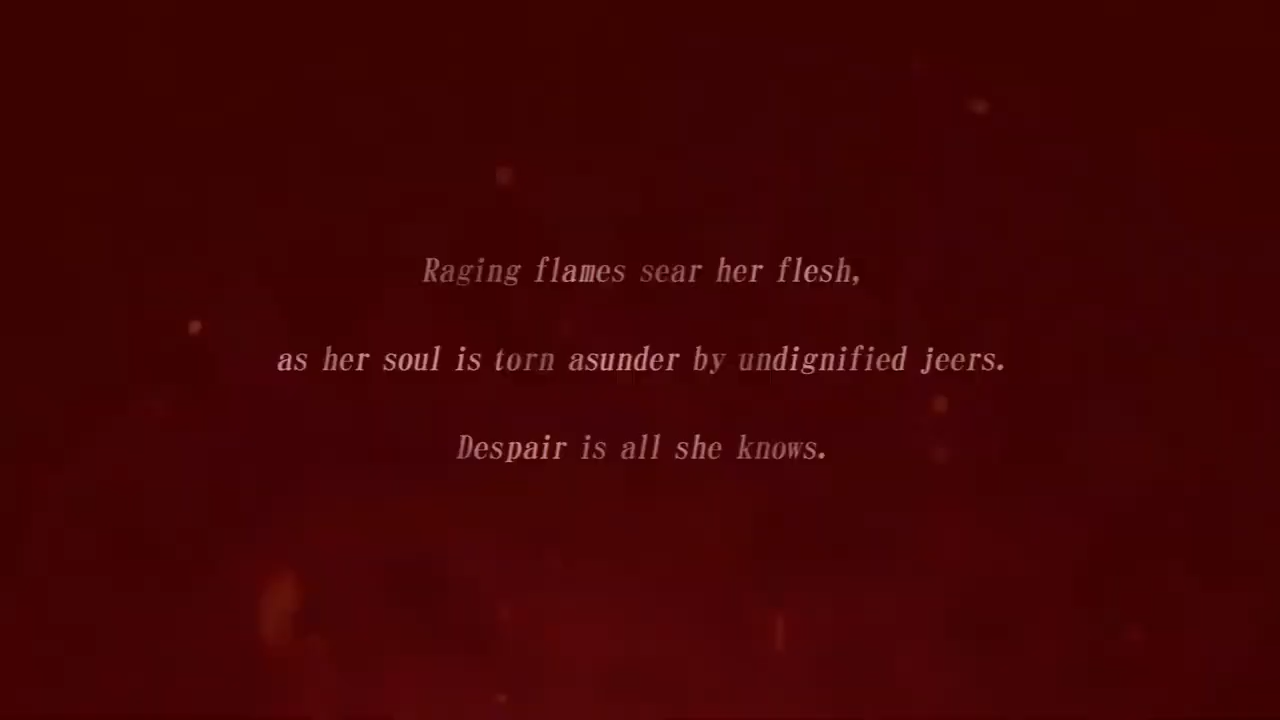 Raging flames sear her flesh,
as her soul is torn asunder by undignified jeers.
Despair is all she knows.